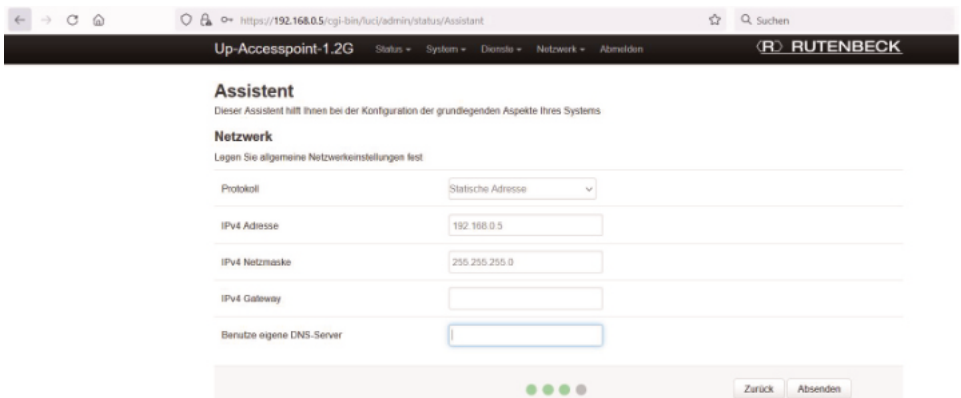 https://192.168.0.5/cgi-bin/luci/admin/status/Assistant
Suchen
Up-Accesspoint-1.2G Status System Dienste Netzwerk Abmelden
R RUTENBECK
Assistent
Dieser Assistent hilft Ihnen bei der Konfiguration der grundlegenden Aspekte Ihres Systems
Netzwerk
Legen Sie allgemeine Netzwerkeinstellungen fest
Protokoll Statische Adresse
IPv4 Adresse 192.168.0.5
IPv4 Netzmaske 255.255.255.0
IPv4 Gateway
Benutze eigene DNS-Server
Zurück Absenden